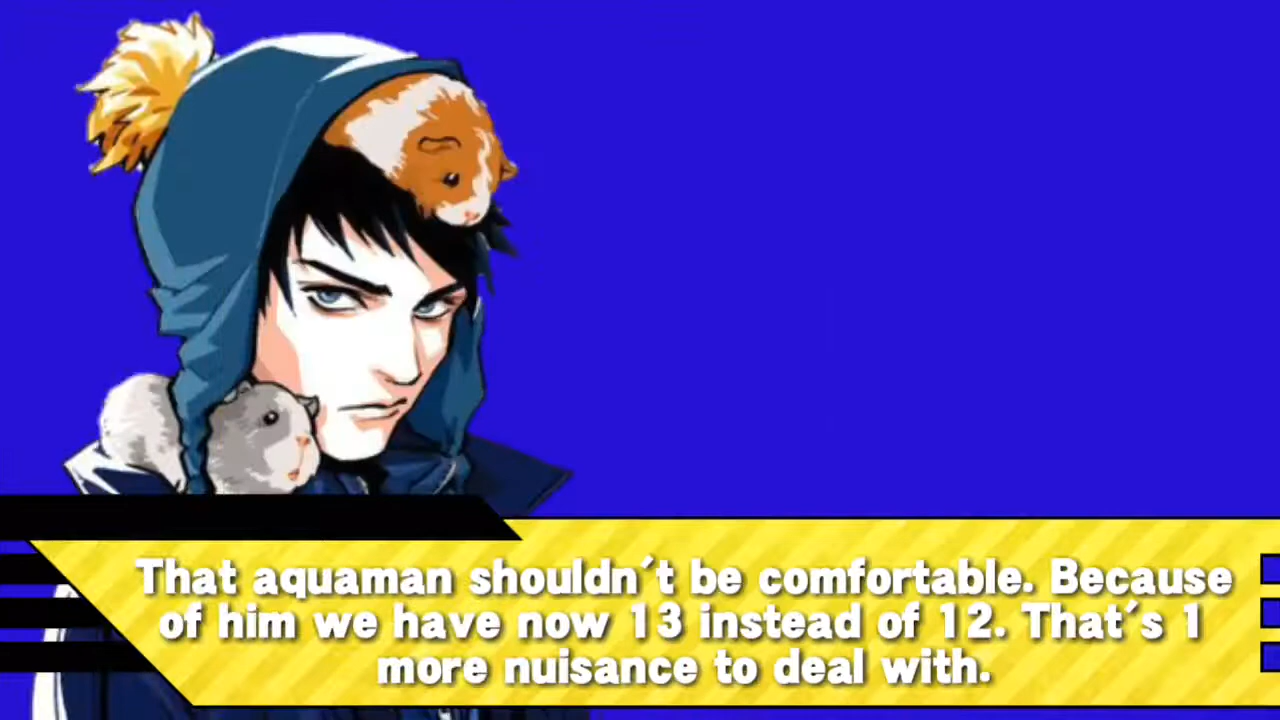 That aquaman shouldn't be comfortable. Because
of him we have now 13 instead of 12. That's 1
more nuisance to deal with.